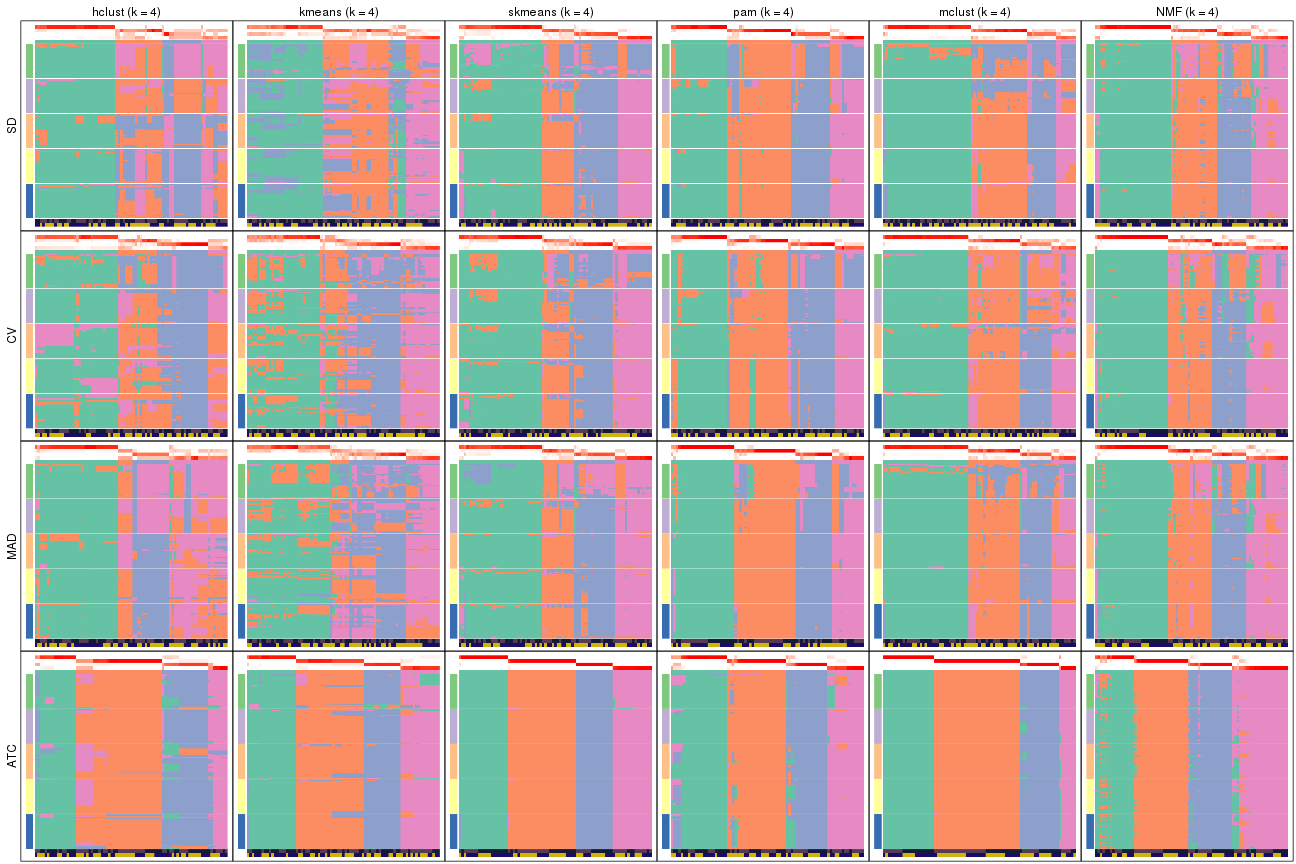 hclust (k = 4) kmeans (k = 4) skmeans (k = 4) pam (k = 4) mclust (k = 4) NMF (k = 4)
SD
CV
MAD
ATC